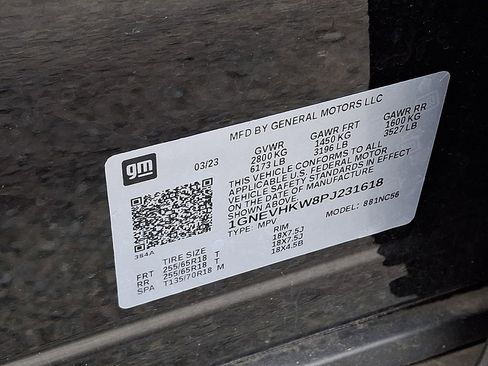 MFD BY GENERAL MOTORS LLC
gm
03/23
GVWR GAWR FRT GAWR RR
2800 KG 1450 KG 1600 KG
6173 LB 3196 LB 3527 LB
THIS VEHICLE CONFORMS TO ALL
APPLICABLE U.S. FEDERAL MOTOR
VEHICLE SAFETY STANDARDS IN EFFECT
ON THE DATE OF MANUFACTURE
SHOWN ABOVE.
1GNEVHKW8PJ231618
TYPE: MPV MODEL: 881NC56
384A
TIRE SIZE RIM
FRT 255/65R18 T 18X7.5J
RR 255/65R18 T 18X7.5J
SPA T135/70R18 M 18X4.5B